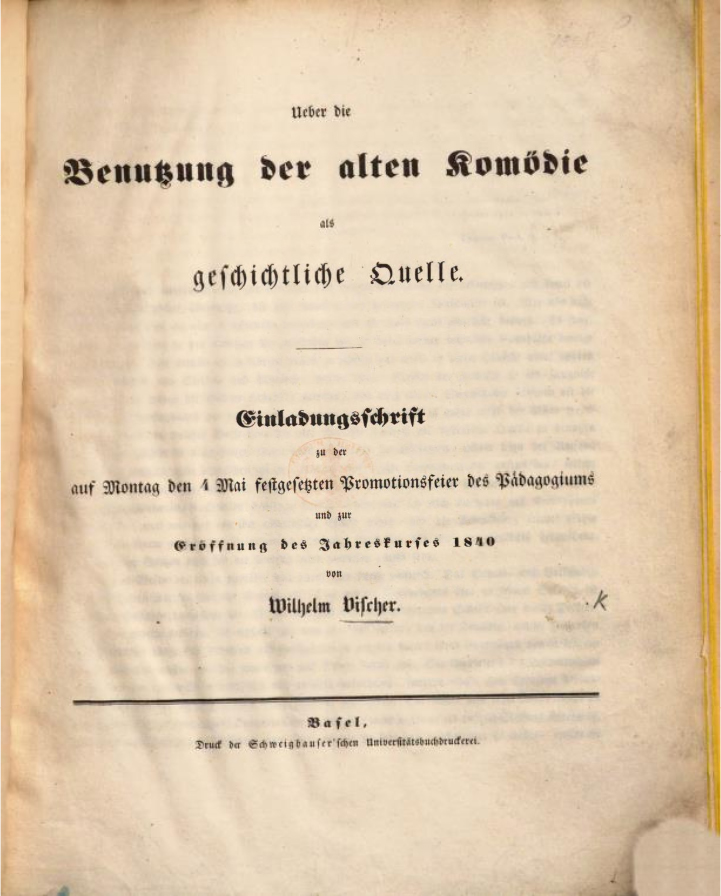 Ueber die
Benutzung der alten Komödie
als
geschichtliche Quelle.
Einladungsschrift
zu der
auf Montag den 4 Mai festgesetzten Promotionsfeier des Pädagogiums
und zur
Eröffnung des Jahreskurses 1840
von
Wilhelm Vischer.
K
Basel,
Druck der Schweighauser'schen Universitätsbuchdruckerei.